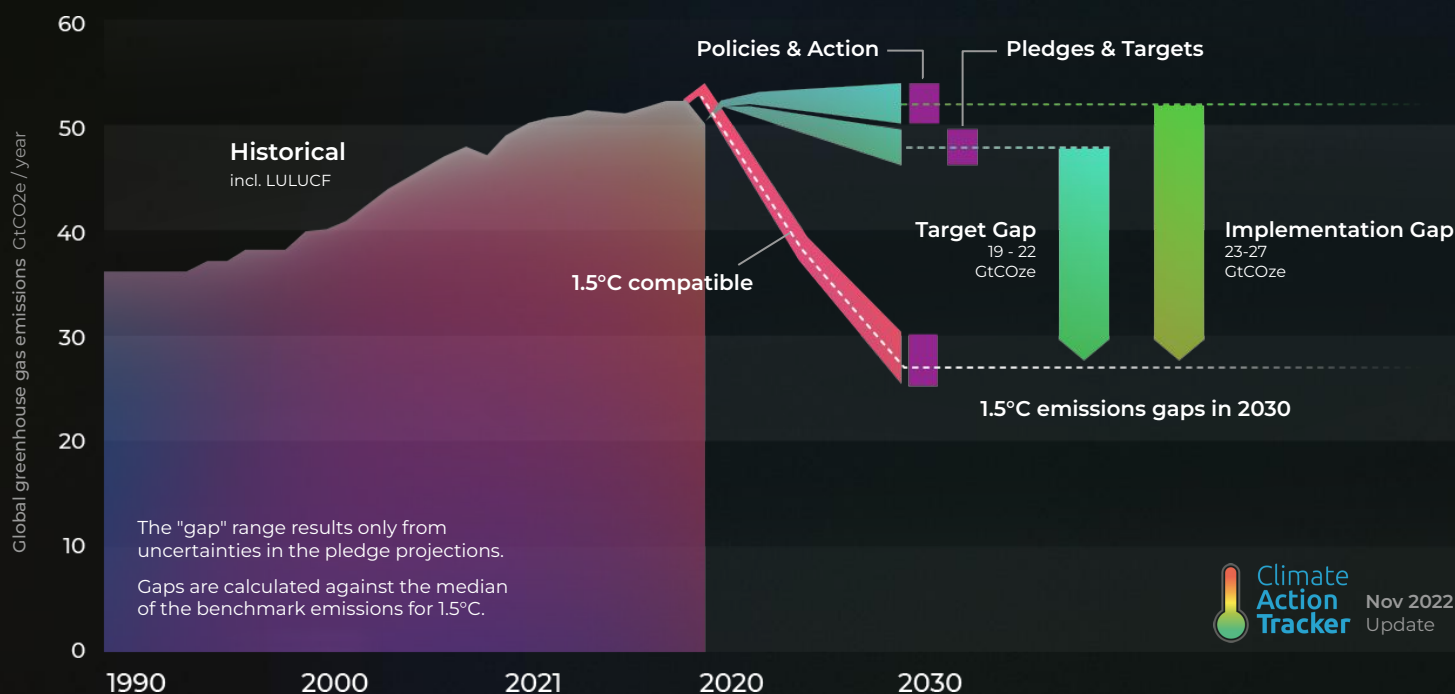 60
50
40
30
20
10
0
Global greenhouse gas emissions GtCO2e / year
Historical
incl. LULUCF
Policies & Action
Pledges & Targets
1.5°C compatible
Target Gap
19 - 22
GtCOze
Implementation Gap
23-27
GtCOze
1.5°C emissions gaps in 2030
The "gap" range results only from
uncertainties in the pledge projections.
Gaps are calculated against the median
of the benchmark emissions for 1.5°C.
Climate
Action
Tracker
Nov 2022
Update
1990
2000
2021
2020
2030